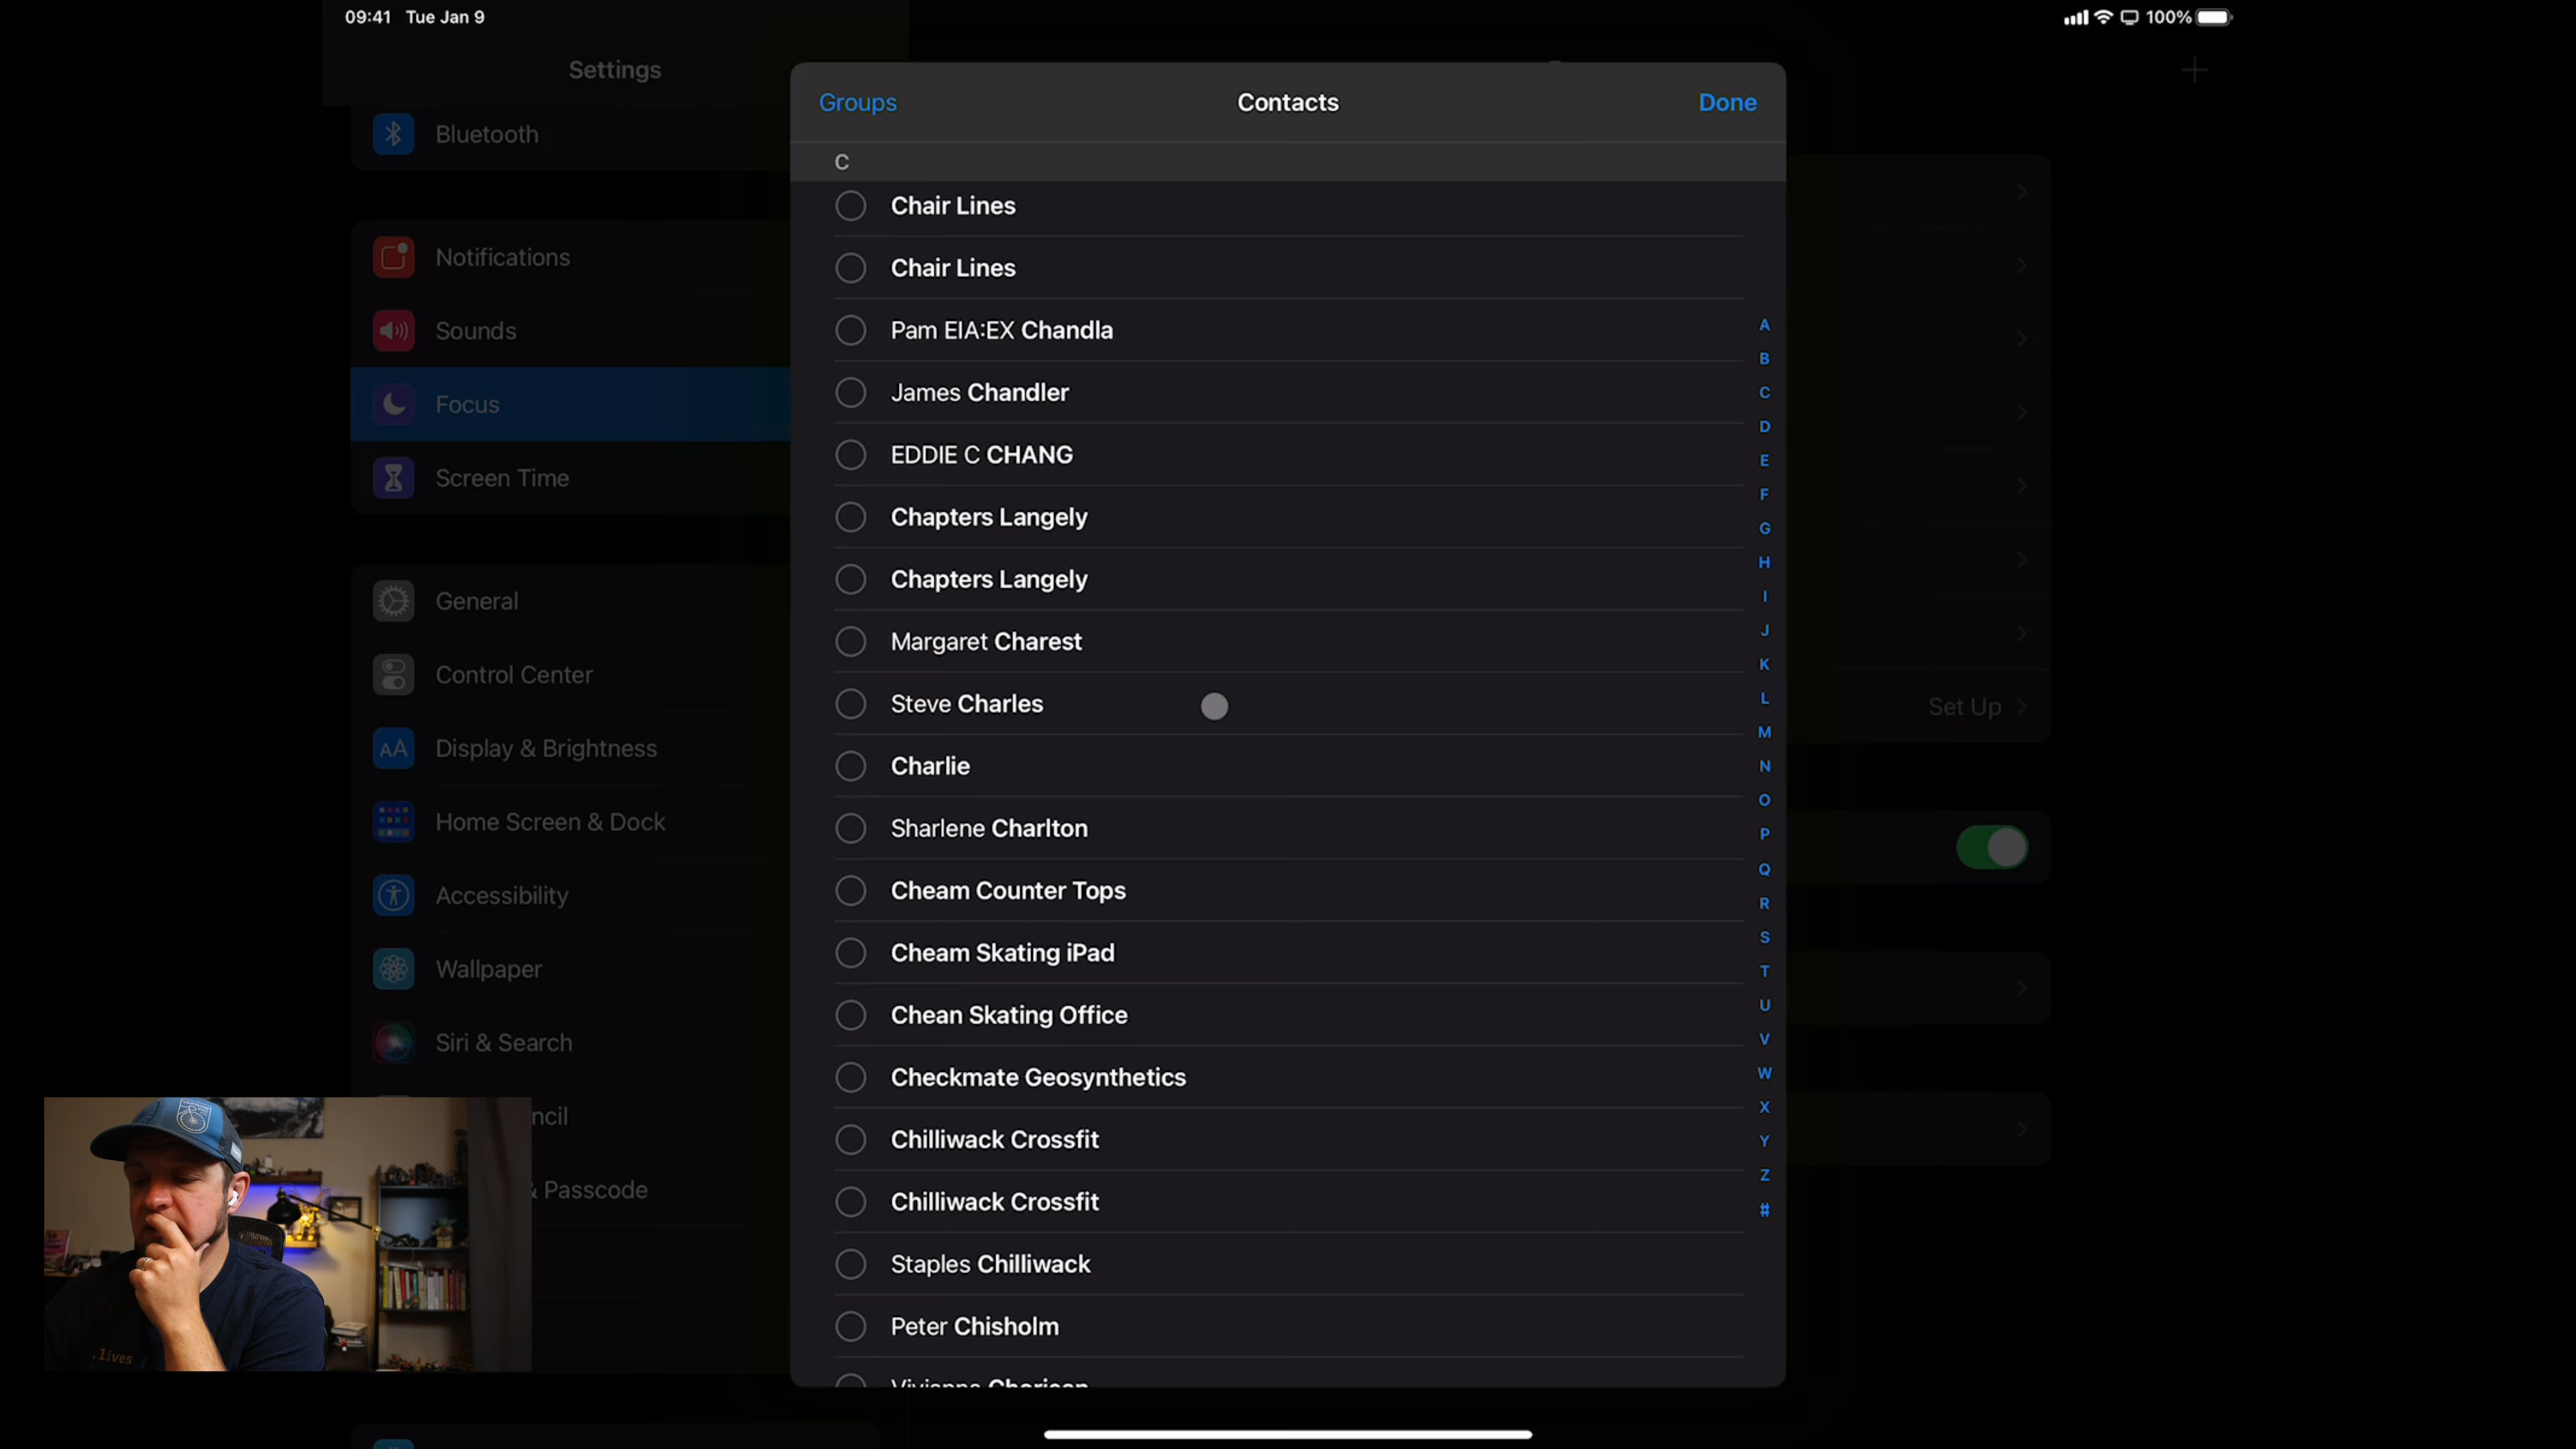 09:41 Tue Jan 9
100%
Settings
Bluetooth
Notifications
Sounds
Focus
Screen Time
General
Control Center
AA
Display & Brightness
Home Screen & Dock
Accessibility
Wallpaper
Siri & Search
ncil
& Passcode
Groups
Contacts
Done
C
Chair Lines
Chair Lines
Pam EIA:EX Chandla
James Chandler
EDDIE C CHANG
Chapters Langely
Chapters Langely
Margaret Charest
Steve Charles
Charlie
Sharlene Charlton
Cheam Counter Tops
Cheam Skating iPad
Chean Skating Office
Checkmate Geosynthetics
Chilliwack Crossfit
Chilliwack Crossfit
Staples Chilliwack
Peter Chisholm
A
B
C
D
E
F
G
H
I
J
K
L
M
N
O
P
Q
R
S
T
U
V
W
X
Y
Z
#
Set Up
lives